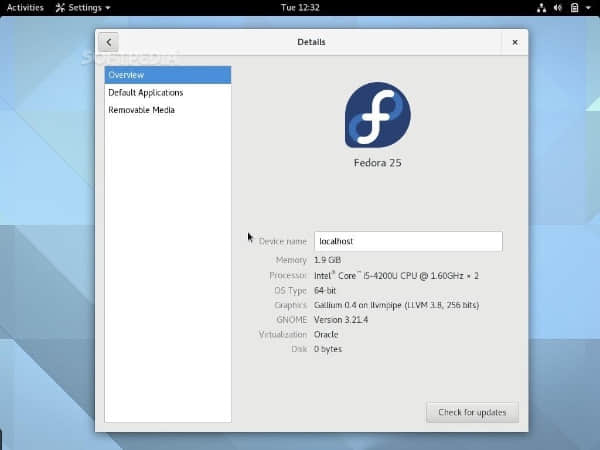 Activities Settings Tue 12:32
Details
SOFTPEDIA
Overview
Default Applications
Removable Media
Fedora 25
Device name localhost
Memory 1.9 GiB
Processor Intel® Core™ i5-4200U CPU @ 1.60GHz × 2
OS Type 64-bit
Graphics Gallium 0.4 on llvmpipe (LLVM 3.8, 256 bits)
GNOME Version 3.21.4
Virtualization Oracle
Disk 0 bytes
Check for updates